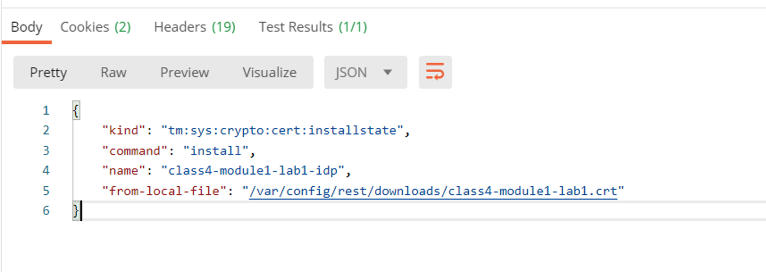 Body Cookies (2) Headers (19) Test Results (1/1)
Pretty Raw Preview Visualize JSON
1 {
2 "kind": "tm:sys:crypto:cert:installstate",
3 "command": "install",
4 "name": "class4-module1-lab1-idp",
5 "from-local-file": "/var/config/rest/downloads/class4-module1-lab1.crt"
6 }